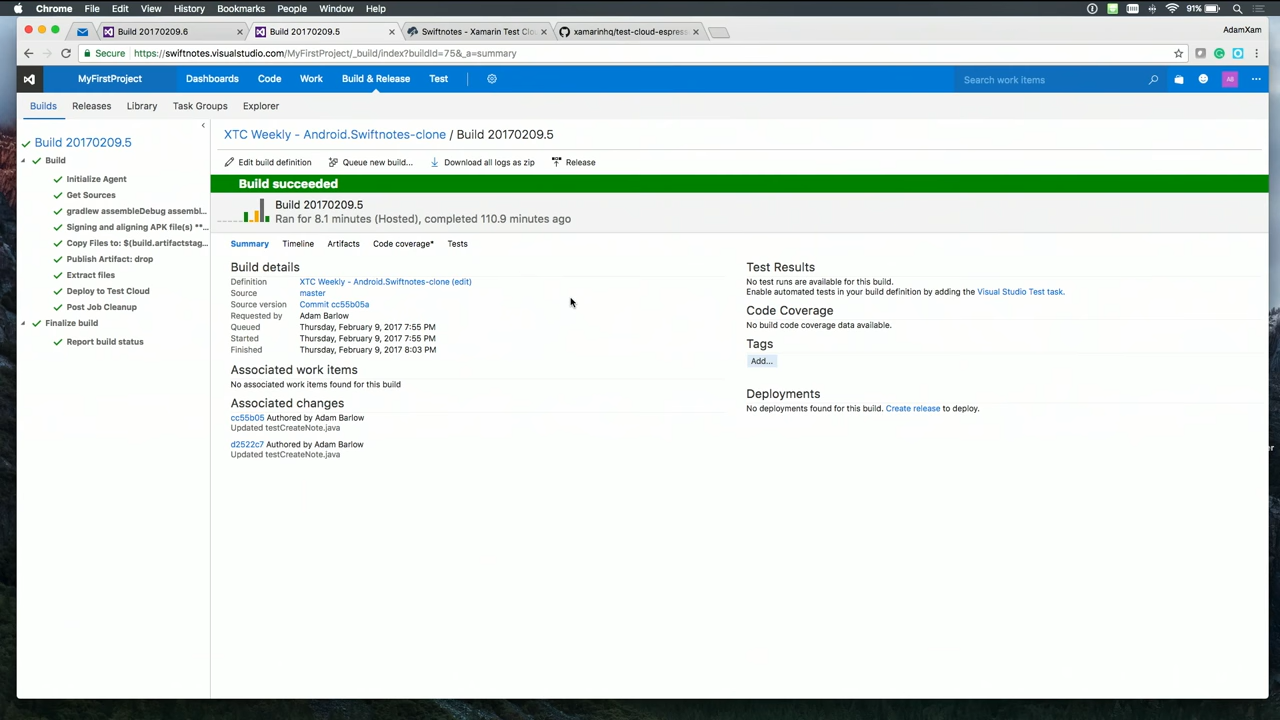 Chrome File Edit View History Bookmarks People Window Help 91%
Build 20170209.6 Build 20170209.5 Swiftnotes - Xamarin Test Clo xamarinhq/test-cloud-espress AdamXam
Secure https://swiftnotes.visualstudio.com/MyFirstProject/_build/index?buildId=75&_a=summary
MyFirstProject Dashboards Code Work Build & Release Test Search work items AB
Builds Releases Library Task Groups Explorer
Build 20170209.5
Build
Initialize Agent
Get Sources
gradlew assembleDebug assembl...
Signing and aligning APK file(s) **...
Copy Files to: $(build.artifactstag...
Publish Artifact: drop
Extract files
Deploy to Test Cloud
Post Job Cleanup
Finalize build
Report build status
XTC Weekly - Android.Swiftnotes-clone / Build 20170209.5
Edit build definition Queue new build... Download all logs as zip Release
Build succeeded
Build 20170209.5
Ran for 8.1 minutes (Hosted), completed 110.9 minutes ago
Summary Timeline Artifacts Code coverage* Tests
Build details
Definition XTC Weekly - Android.Swiftnotes-clone (edit)
Source master
Source version Commit cc55b05a
Requested by Adam Barlow
Queued Thursday, February 9, 2017 7:55 PM
Started Thursday, February 9, 2017 7:55 PM
Finished Thursday, February 9, 2017 8:03 PM
Associated work items
No associated work items found for this build
Associated changes
cc55b05 Authored by Adam Barlow
Updated testCreateNote.java
d2522c7 Authored by Adam Barlow
Updated testCreateNote.java
Test Results
No test runs are available for this build.
Enable automated tests in your build definition by adding the Visual Studio Test task.
Code Coverage
No build code coverage data available.
Tags
Add...
Deployments
No deployments found for this build. Create release to deploy.